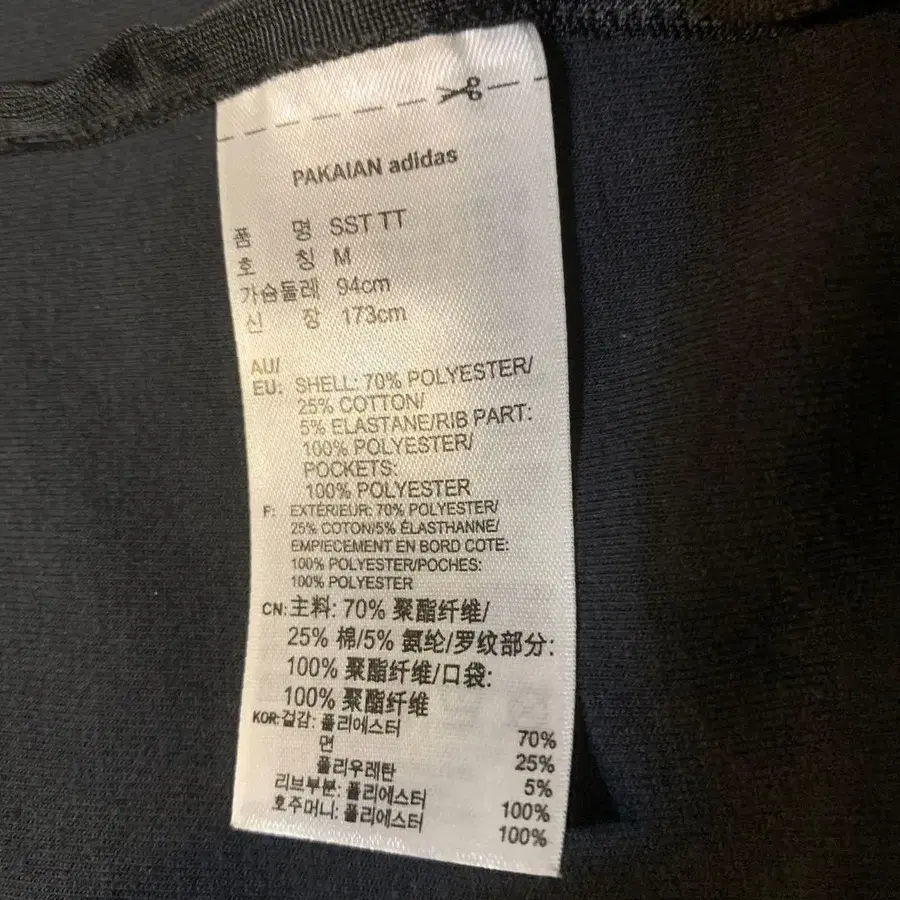 PAKAIAN adidas
품 명 SST TT
호 칭 M
가슴둘레 94cm
신 장 173cm
AU/
EU: SHELL: 70% POLYESTER/
25% COTTON/
5% ELASTANE/RIB PART:
100% POLYESTER/
POCKETS:
100% POLYESTER
F: EXTÉRIEUR: 70% POLYESTER/
25% COTON/5% ÉLASTHANNE/
EMPIECEMENT EN BORD COTE:
100% POLYESTER/POCHES:
100% POLYESTER
CN: 主料: 70% 聚酯纤维/
25% 棉/5% 氨纶/罗纹部分:
100% 聚酯纤维/口袋:
100% 聚酯纤维
KOR: 겉감: 폴리에스터 70%
면 25%
폴리우레탄 5%
리브부분: 폴리에스터 100%
호주머니: 폴리에스터 100%